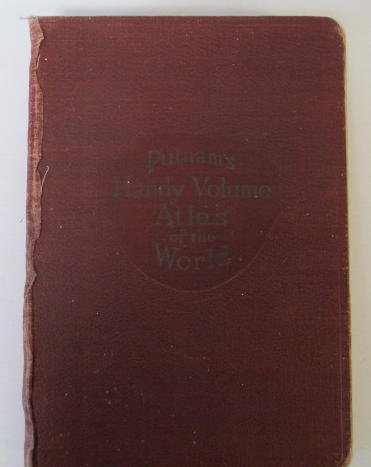 Putnam's
Handy Volume
Atlas
of the
World